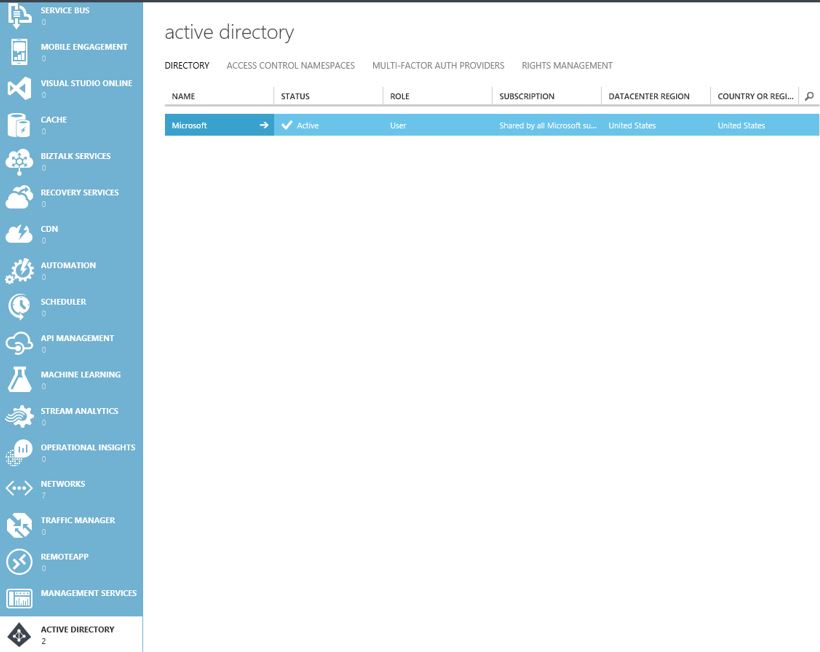 SERVICE BUS
0
MOBILE ENGAGEMENT
0
VISUAL STUDIO ONLINE
0
CACHE
0
BIZTALK SERVICES
0
RECOVERY SERVICES
0
CDN
0
AUTOMATION
0
SCHEDULER
0
API MANAGEMENT
0
MACHINE LEARNING
0
STREAM ANALYTICS
0
OPERATIONAL INSIGHTS
0
NETWORKS
7
TRAFFIC MANAGER
0
REMOTEAPP
0
MANAGEMENT SERVICES
ACTIVE DIRECTORY
2
active directory
DIRECTORY ACCESS CONTROL NAMESPACES MULTI-FACTOR AUTH PROVIDERS RIGHTS MANAGEMENT
NAME STATUS ROLE SUBSCRIPTION DATACENTER REGION COUNTRY OR REGI...
Microsoft Active User Shared by all Microsoft su... United States United States